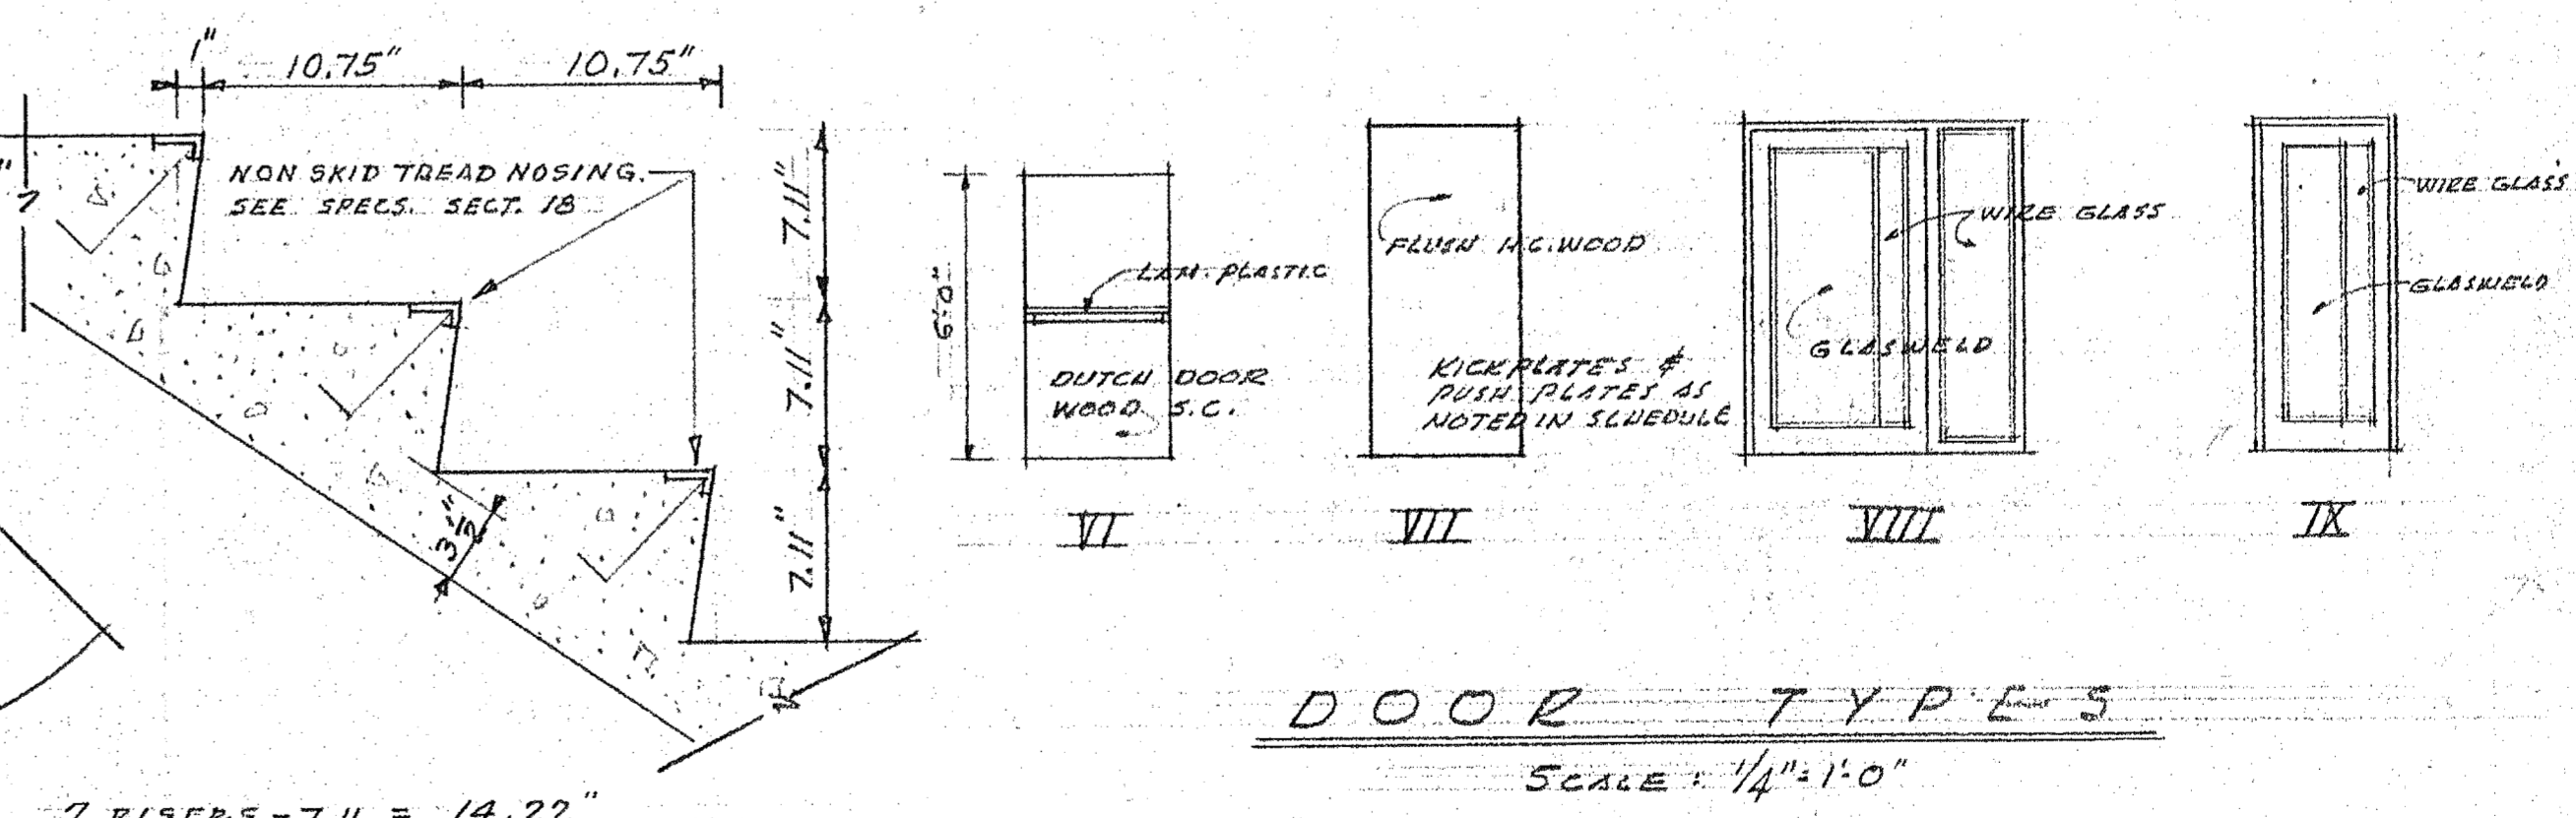 1"
10.75"
10.75"
NON SKID TREAD NOSING.
SEE SPECS. SECT. 18
7.11"
7.11"
7.11"
3 1/2"
6'-0"
LAM. PLASTIC
DUTCH DOOR
WOOD S.C.
VI
FLUSH H.C. WOOD
KICKPLATES &
PUSH PLATES AS
NOTED IN SCHEDULE
VII
WIRE GLASS
GLASWELD
VIII
WIRE GLASS
GLASWELD
IX
DOOR TYPES
SCALE : 1/4"=1'-0"
RISERS - 7.11 = 14.22"